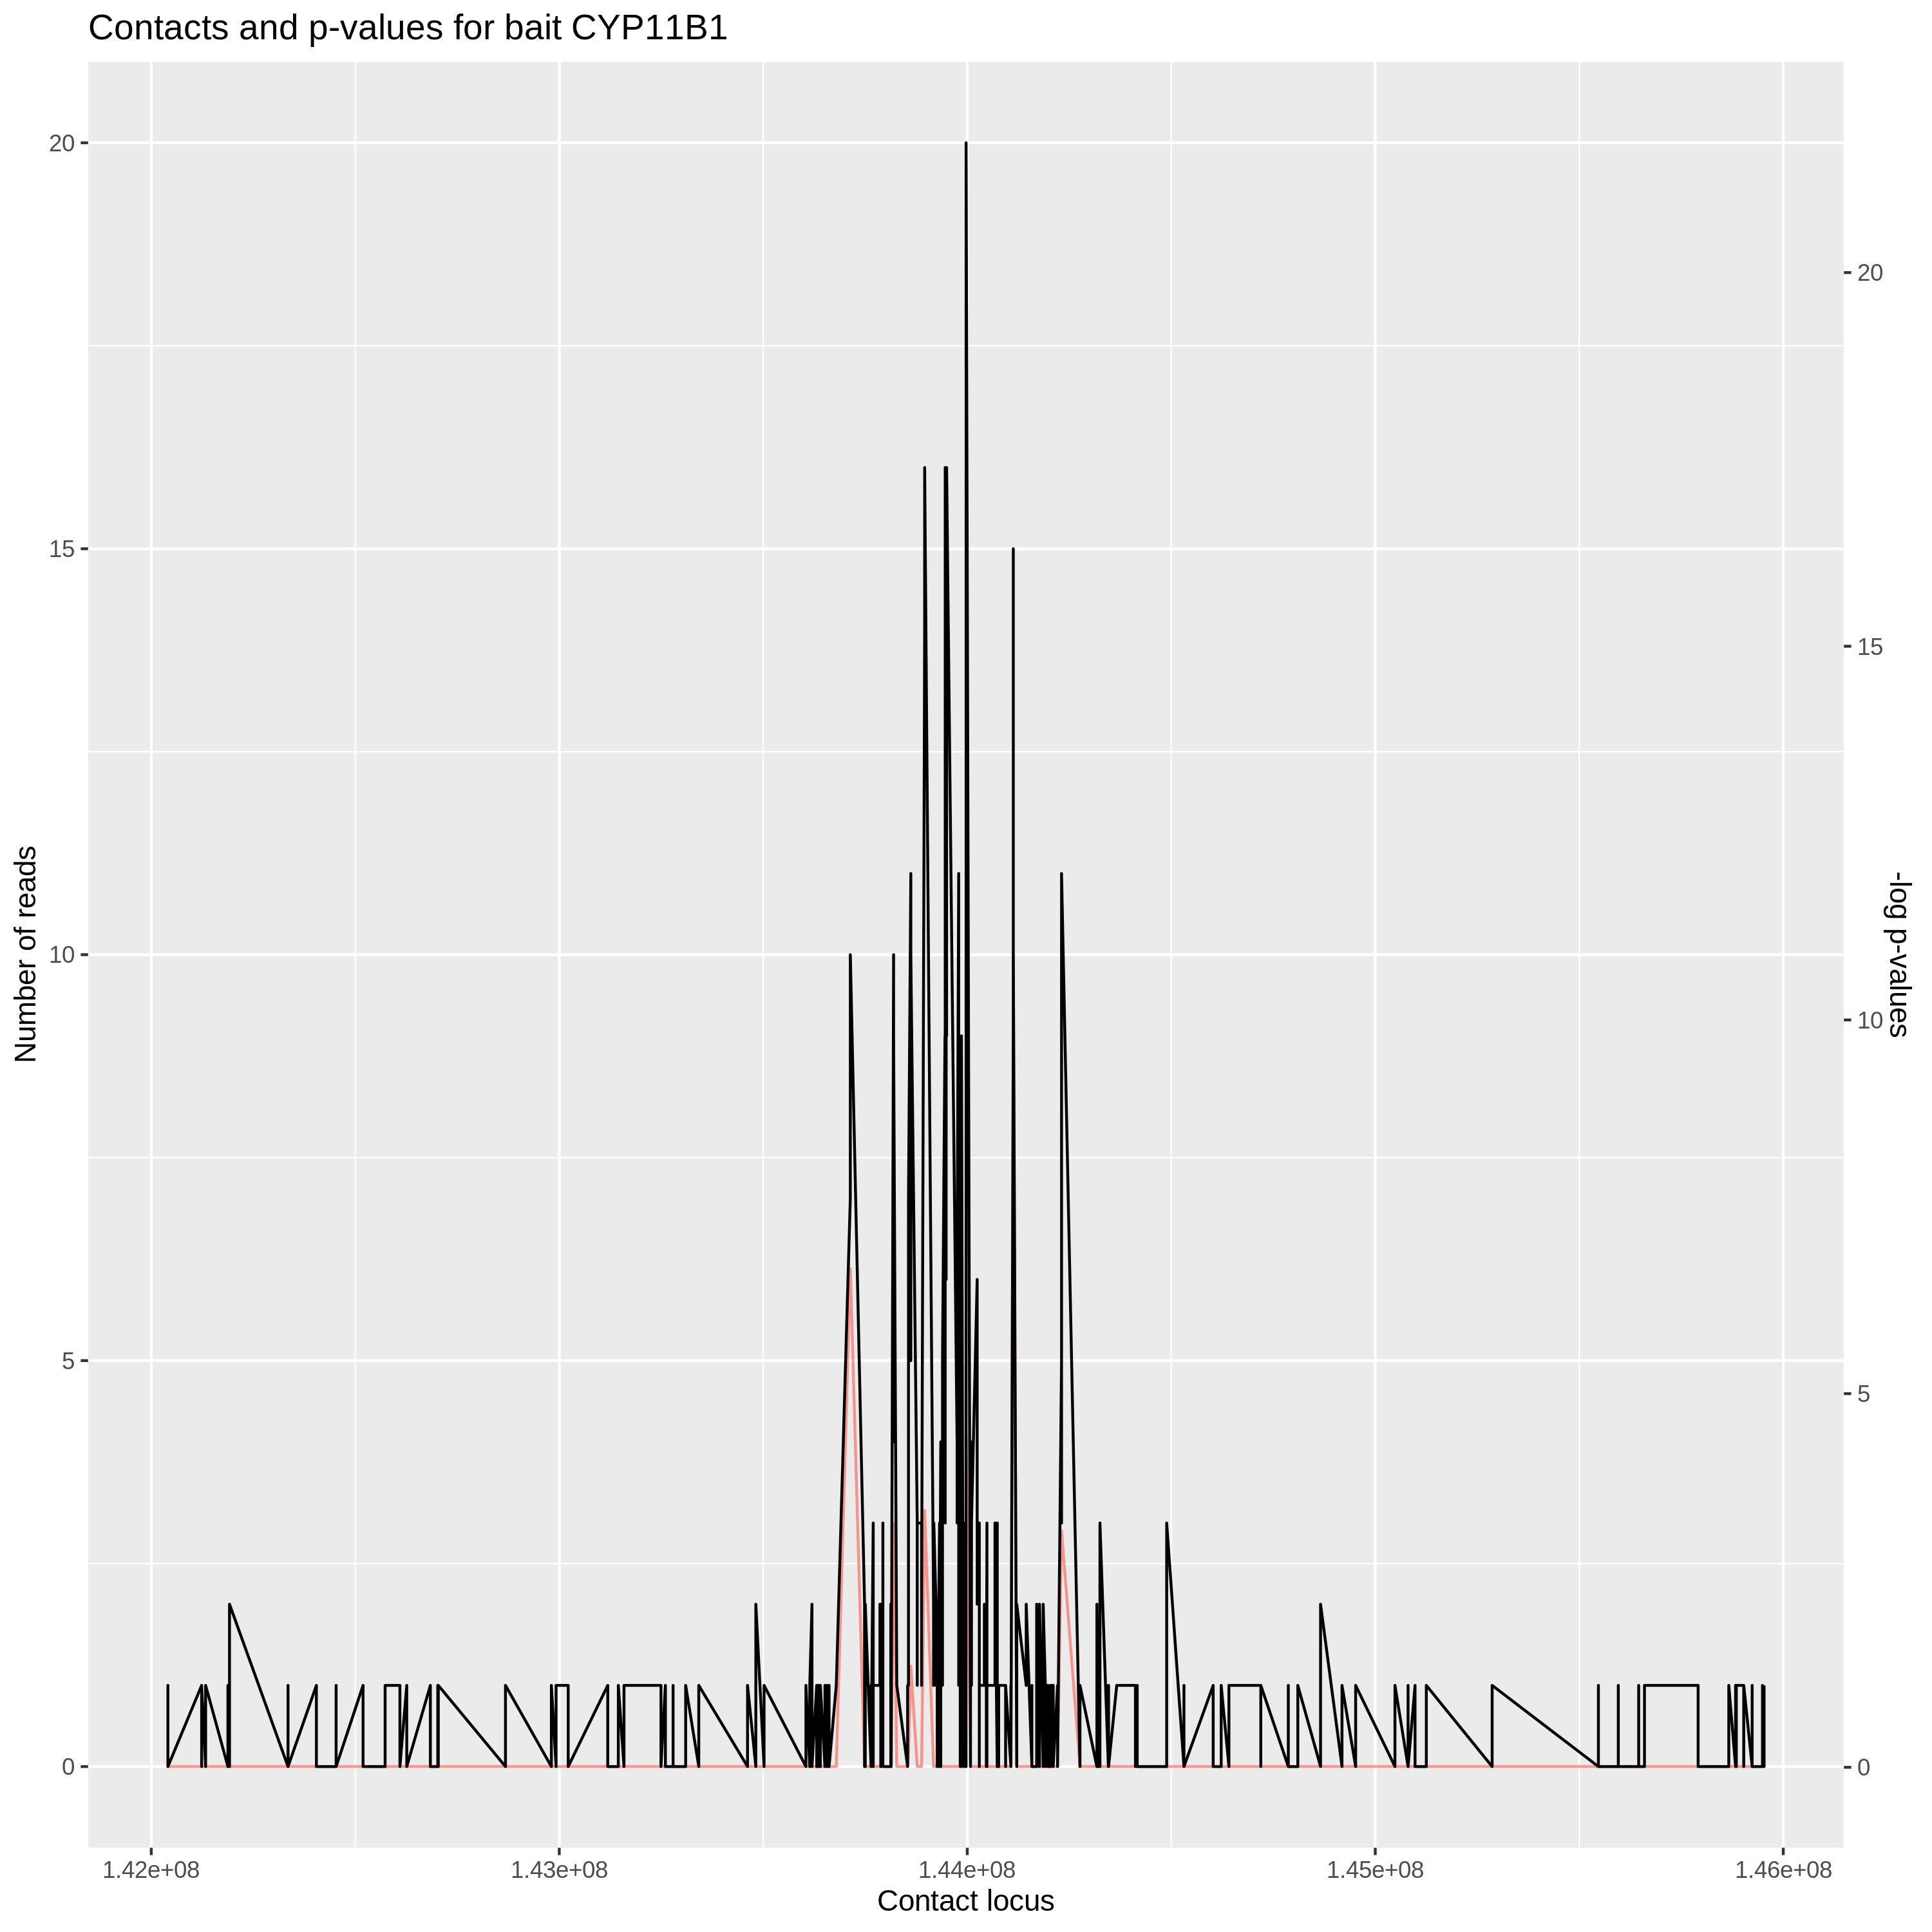 Contacts and p-values for bait CYP11B1
20
15
10
5
0
Number of reads
20
15
10
5
0
-log p-values
1.42e+08
1.43e+08
1.44e+08
1.45e+08
1.46e+08
Contact locus